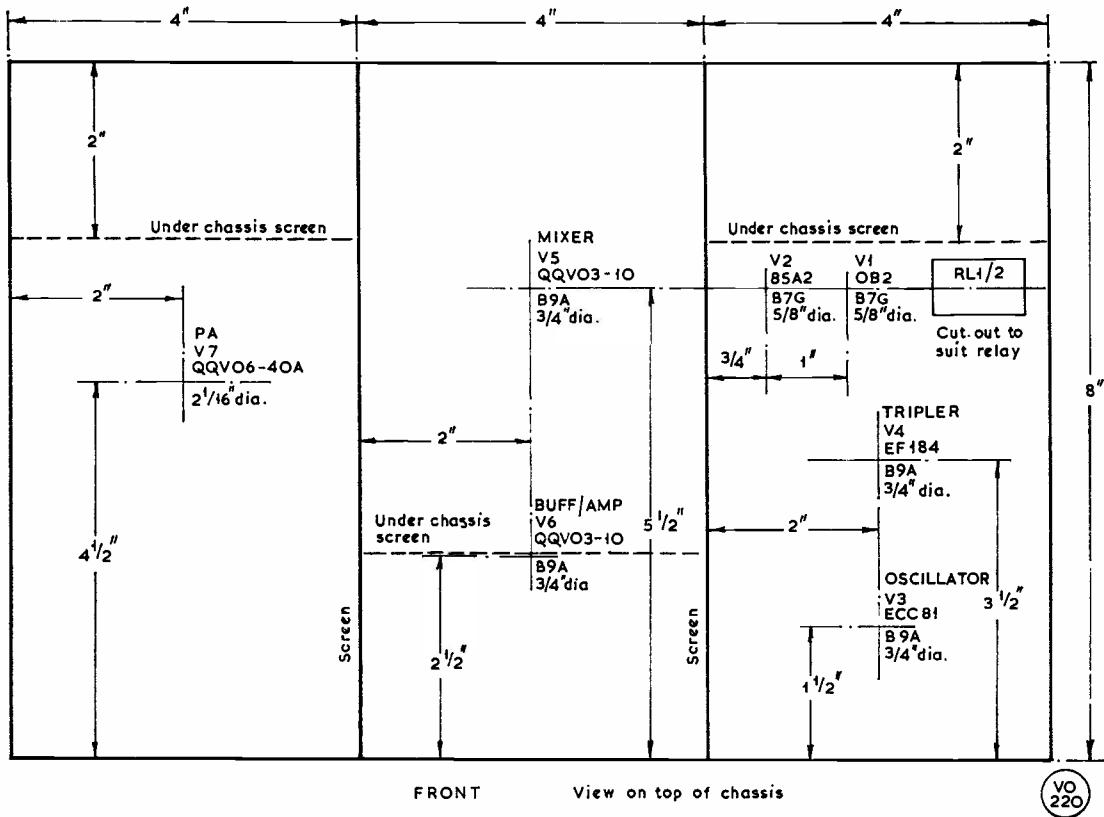 4" 4" 4"
2"
2"
Under chassis screen
Under chassis screen
MIXER
V5
QQVO3-10
B9A
3/4" dia.
V2
85A2
B7G
5/8" dia.
V1
OB2
B7G
5/8" dia.
RL1/2
Cut.out to
suit relay
2"
PA
V7
QQVO6-40A
2 1/16" dia.
3/4"
1"
8"
2"
TRIPLER
V4
EF184
B9A
3/4" dia.
BUFF/AMP
V6
QQVO3-10
B9A
3/4" dia
Under chassis
screen
5 1/2"
2"
4 1/2"
OSCILLATOR
V3
ECC81
B9A
3/4" dia.
3 1/2"
Screen
Screen
2 1/2"
1 1/2"
FRONT View on top of chassis
VO
220